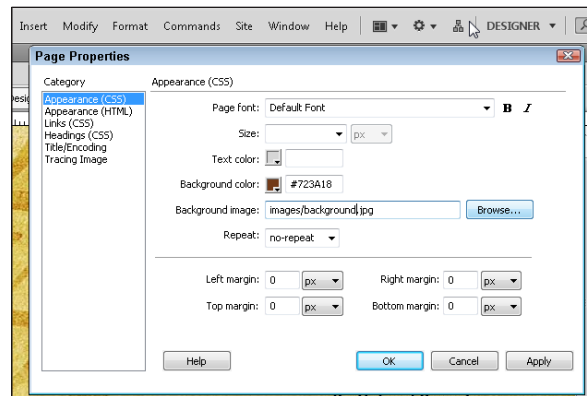 Insert Modify Format Commands Site Window Help DESIGNER
Page Properties
Category Appearance (CSS)
Appearance (CSS)
Appearance (HTML)
Links (CSS)
Headings (CSS)
Title/Encoding
Tracing Image
Page font: Default Font B I
Size: px
Text color:
Background color: #723A18
Background image: images/background.jpg Browse...
Repeat: no-repeat
Left margin: 0 px Right margin: 0 px
Top margin: 0 px Bottom margin: 0 px
Help OK Cancel Apply